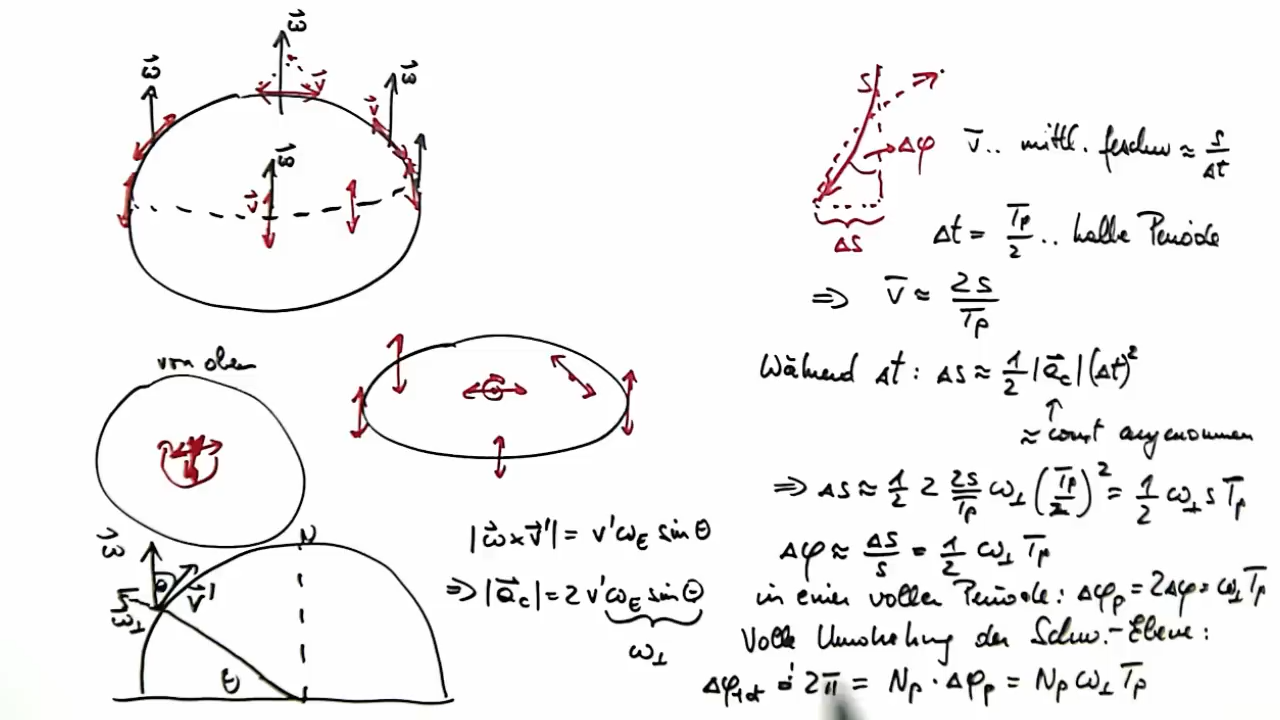 ω⃗
ω⃗
v⃗
ω⃗
v⃗
ω⃗
v⃗
von oben
ω⃗
N
ω⃗⊥
θ
v⃗'
θ
|ω⃗ × v⃗'| = v'ω_E sin θ
⇒ |a⃗_c| = 2 v'ω_E sin θ
ω⊥
s
Δφ
Δs
v̄.. mittl. Geschw ≈ s/Δt
Δt = T_p/2 .. halbe Periode
⇒ v̄ ≈ 2s/T_p
Während Δt: Δs ≈ 1/2 |a⃗_c| (Δt)²
↑
≈ const angenommen
⇒ Δs ≈ 1/2 2 2s/T_p ω⊥ (T_p/2)² = 1/2 ω⊥ s T_p
Δφ ≈ Δs/s = 1/2 ω⊥ T_p
in einer vollen Periode: Δφ_p = 2Δφ = ω⊥ T_p
Volle Umdrehung der Schw.-Ebene:
Δφ_tot = 2π = N_p · Δφ_p = N_p ω⊥ T_p